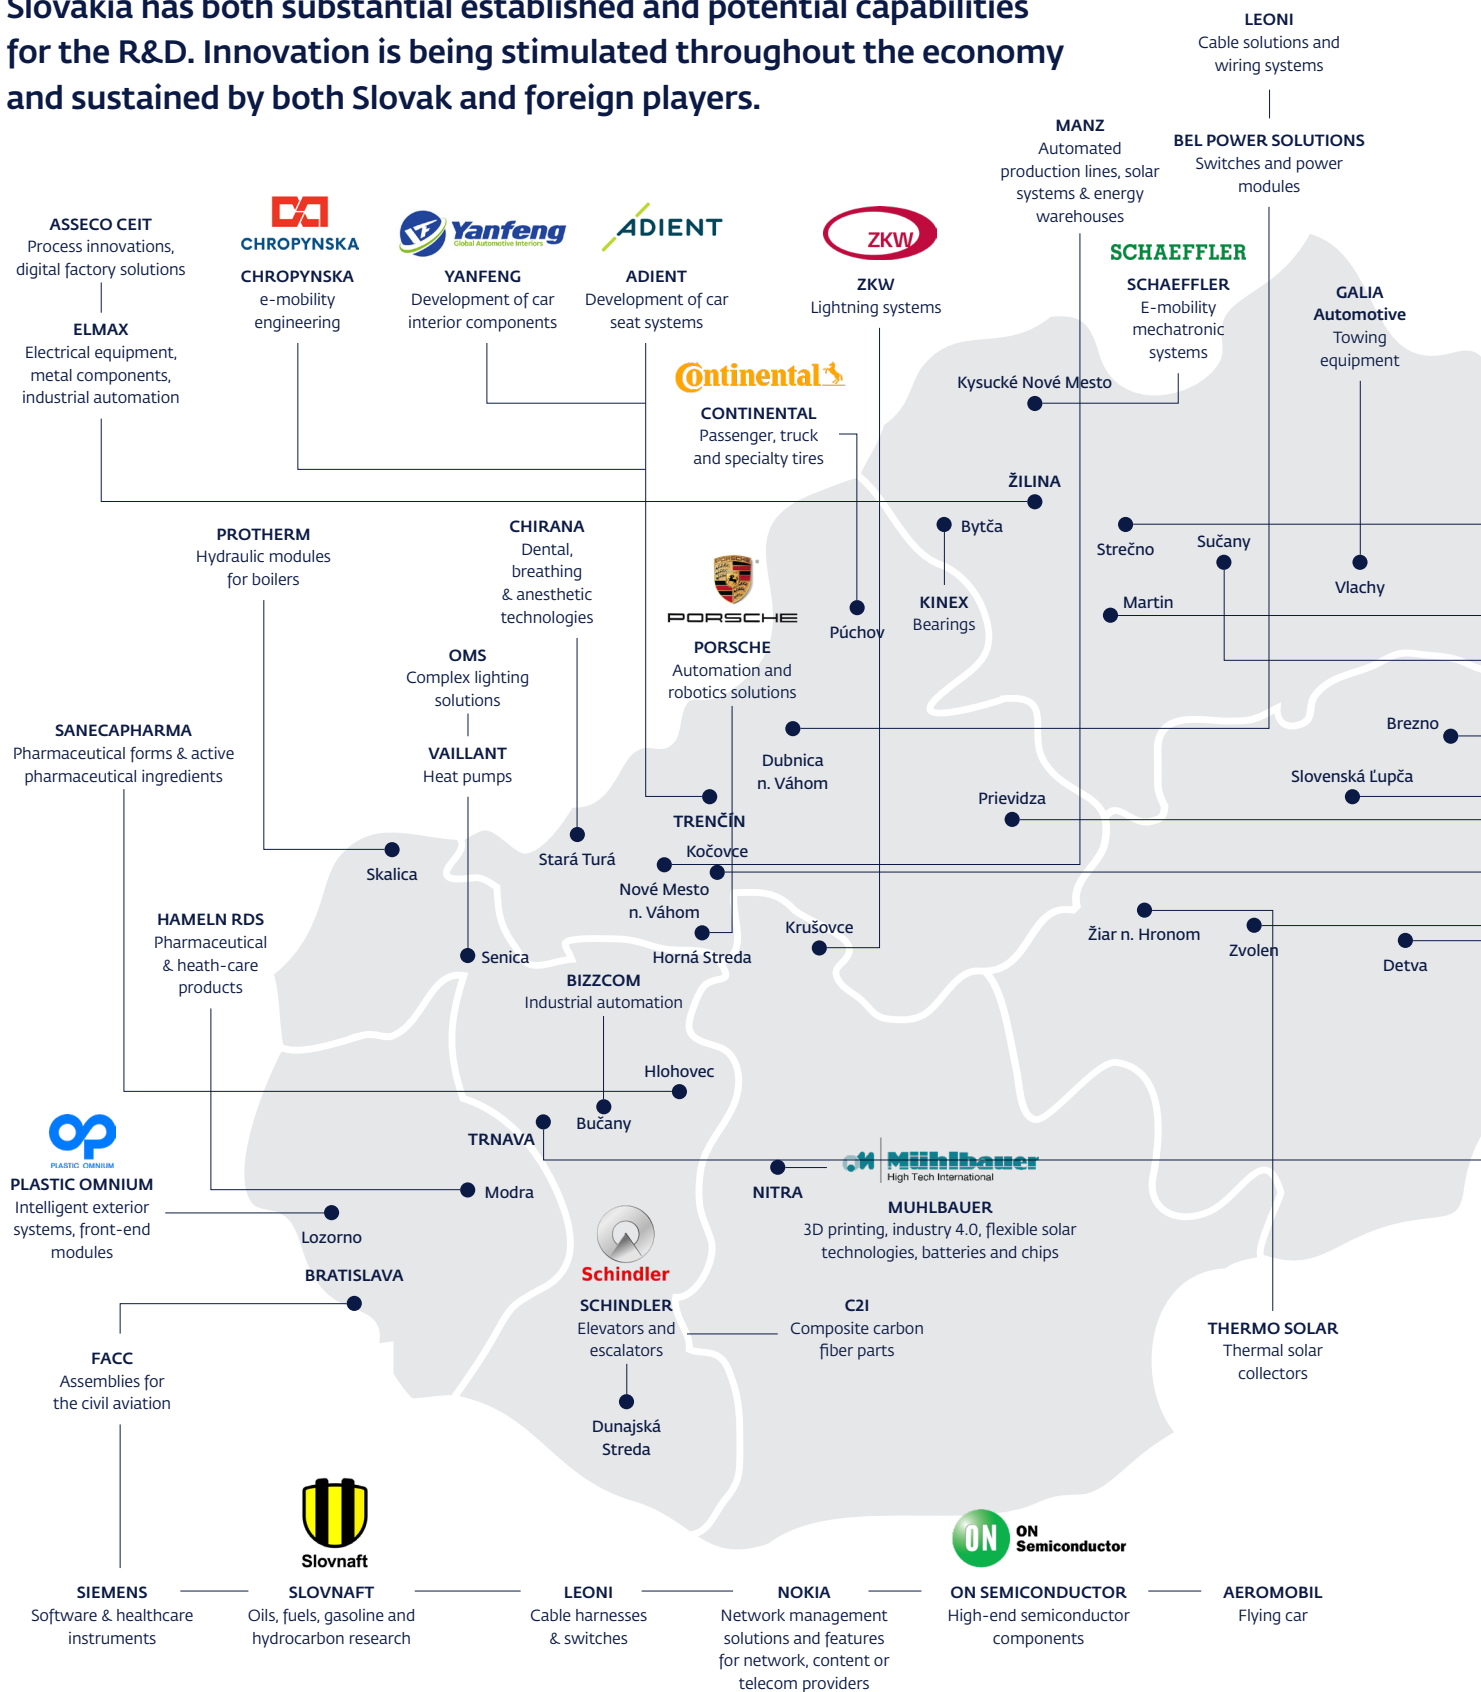 Slovakia has both substantial established and potential capabilities
for the R&D. Innovation is being stimulated throughout the economy
and sustained by both Slovak and foreign players.
LEONI
Cable solutions and
wiring systems
MANZ
Automated
production lines, solar
systems & energy
warehouses
BEL POWER SOLUTIONS
Switches and power
modules
ASSECO CEIT
Process innovations,
digital factory solutions
ELMAX
Electrical equipment,
metal components,
industrial automation
CHROPYNSKA
CHROPYNSKA
e-mobility
engineering
Yanfeng
Global Automotive Interiors
YANFENG
Development of car
interior components
ADIENT
ADIENT
Development of car
seat systems
ZKW
ZKW
Lightning systems
SCHAEFFLER
SCHAEFFLER
E-mobility
mechatronic
systems
GALIA
Automotive
Towing
equipment
Continental
CONTINENTAL
Passenger, truck
and specialty tires
Kysucké Nové Mesto
ŽILINA
Bytča
Strečno
Sučany
Vlachy
Martin
KINEX
Bearings
Púchov
PROTHERM
Hydraulic modules
for boilers
CHIRANA
Dental,
breathing
& anesthetic
technologies
PORSCHE
PORSCHE
PORSCHE
Automation and
robotics solutions
OMS
Complex lighting
solutions
VAILLANT
Heat pumps
SANECAPHARMA
Pharmaceutical forms & active
pharmaceutical ingredients
Dubnica
n. Váhom
Brezno
Slovenská Ľupča
Prievidza
TRENČÍN
Kočovce
Stará Turá
Skalica
Nové Mesto
n. Váhom
Horná Streda
Krušovce
Žiar n. Hronom
Zvolen
Detva
HAMELN RDS
Pharmaceutical
& heath-care
products
Senica
BIZZCOM
Industrial automation
Hlohovec
Bučany
TRNAVA
PLASTIC OMNIUM
PLASTIC OMNIUM
Intelligent exterior
systems, front-end
modules
Modra
Lozorno
BRATISLAVA
NITRA
Mühlbauer
High Tech International
MUHLBAUER
3D printing, industry 4.0, flexible solar
technologies, batteries and chips
Schindler
SCHINDLER
Elevators and
escalators
C2I
Composite carbon
fiber parts
Dunajská
Streda
THERMO SOLAR
Thermal solar
collectors
FACC
Assemblies for
the civil aviation
Slovnaft
ON
ON
Semiconductor
SIEMENS
Software & healthcare
instruments
SLOVNAFT
Oils, fuels, gasoline and
hydrocarbon research
LEONI
Cable harnesses
& switches
NOKIA
Network management
solutions and features
for network, content or
telecom providers
ON SEMICONDUCTOR
High-end semiconductor
components
AEROMOBIL
Flying car